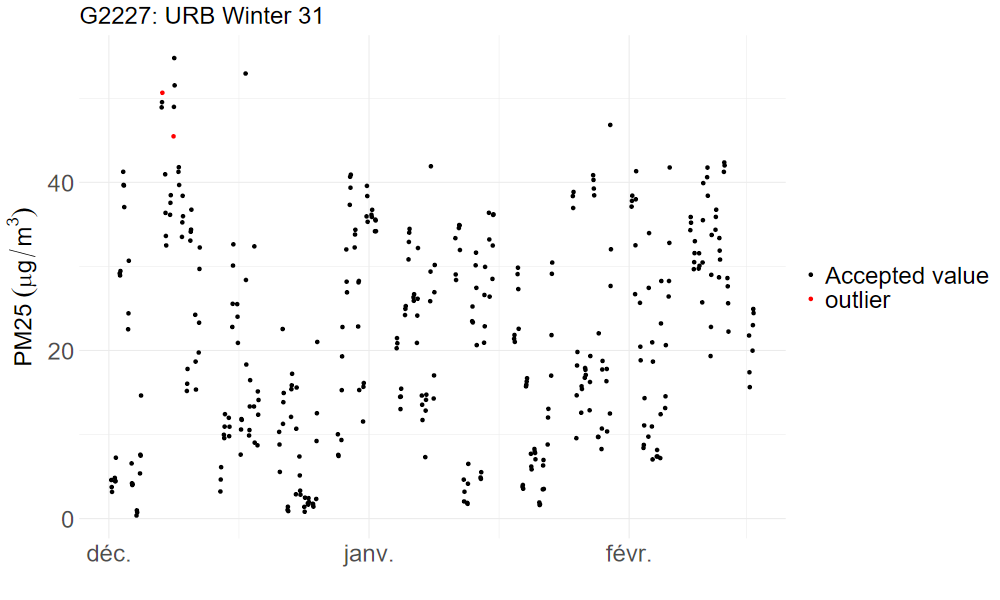 G2227: URB Winter 31
PM25 (μg/m³)
40
20
0
déc.
janv.
févr.
Accepted value
outlier